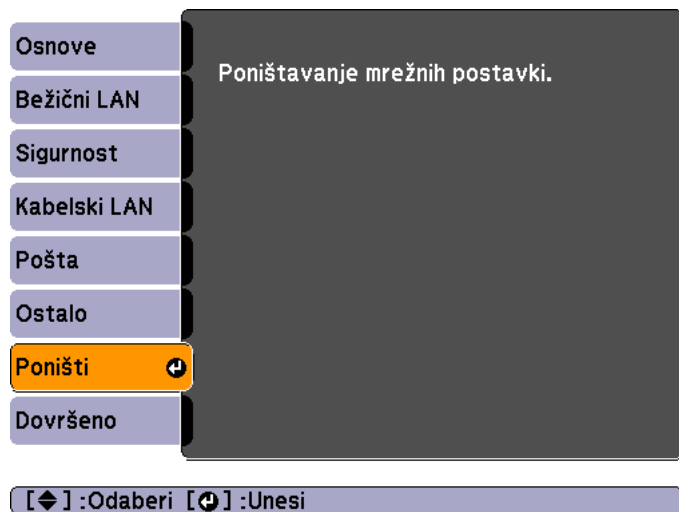 Osnove
Bežični LAN
Sigurnost
Kabelski LAN
Pošta
Ostalo
Poništi
Dovršeno
Poništavanje mrežnih postavki.
[◆] :Odaberi [↵] :Unesi